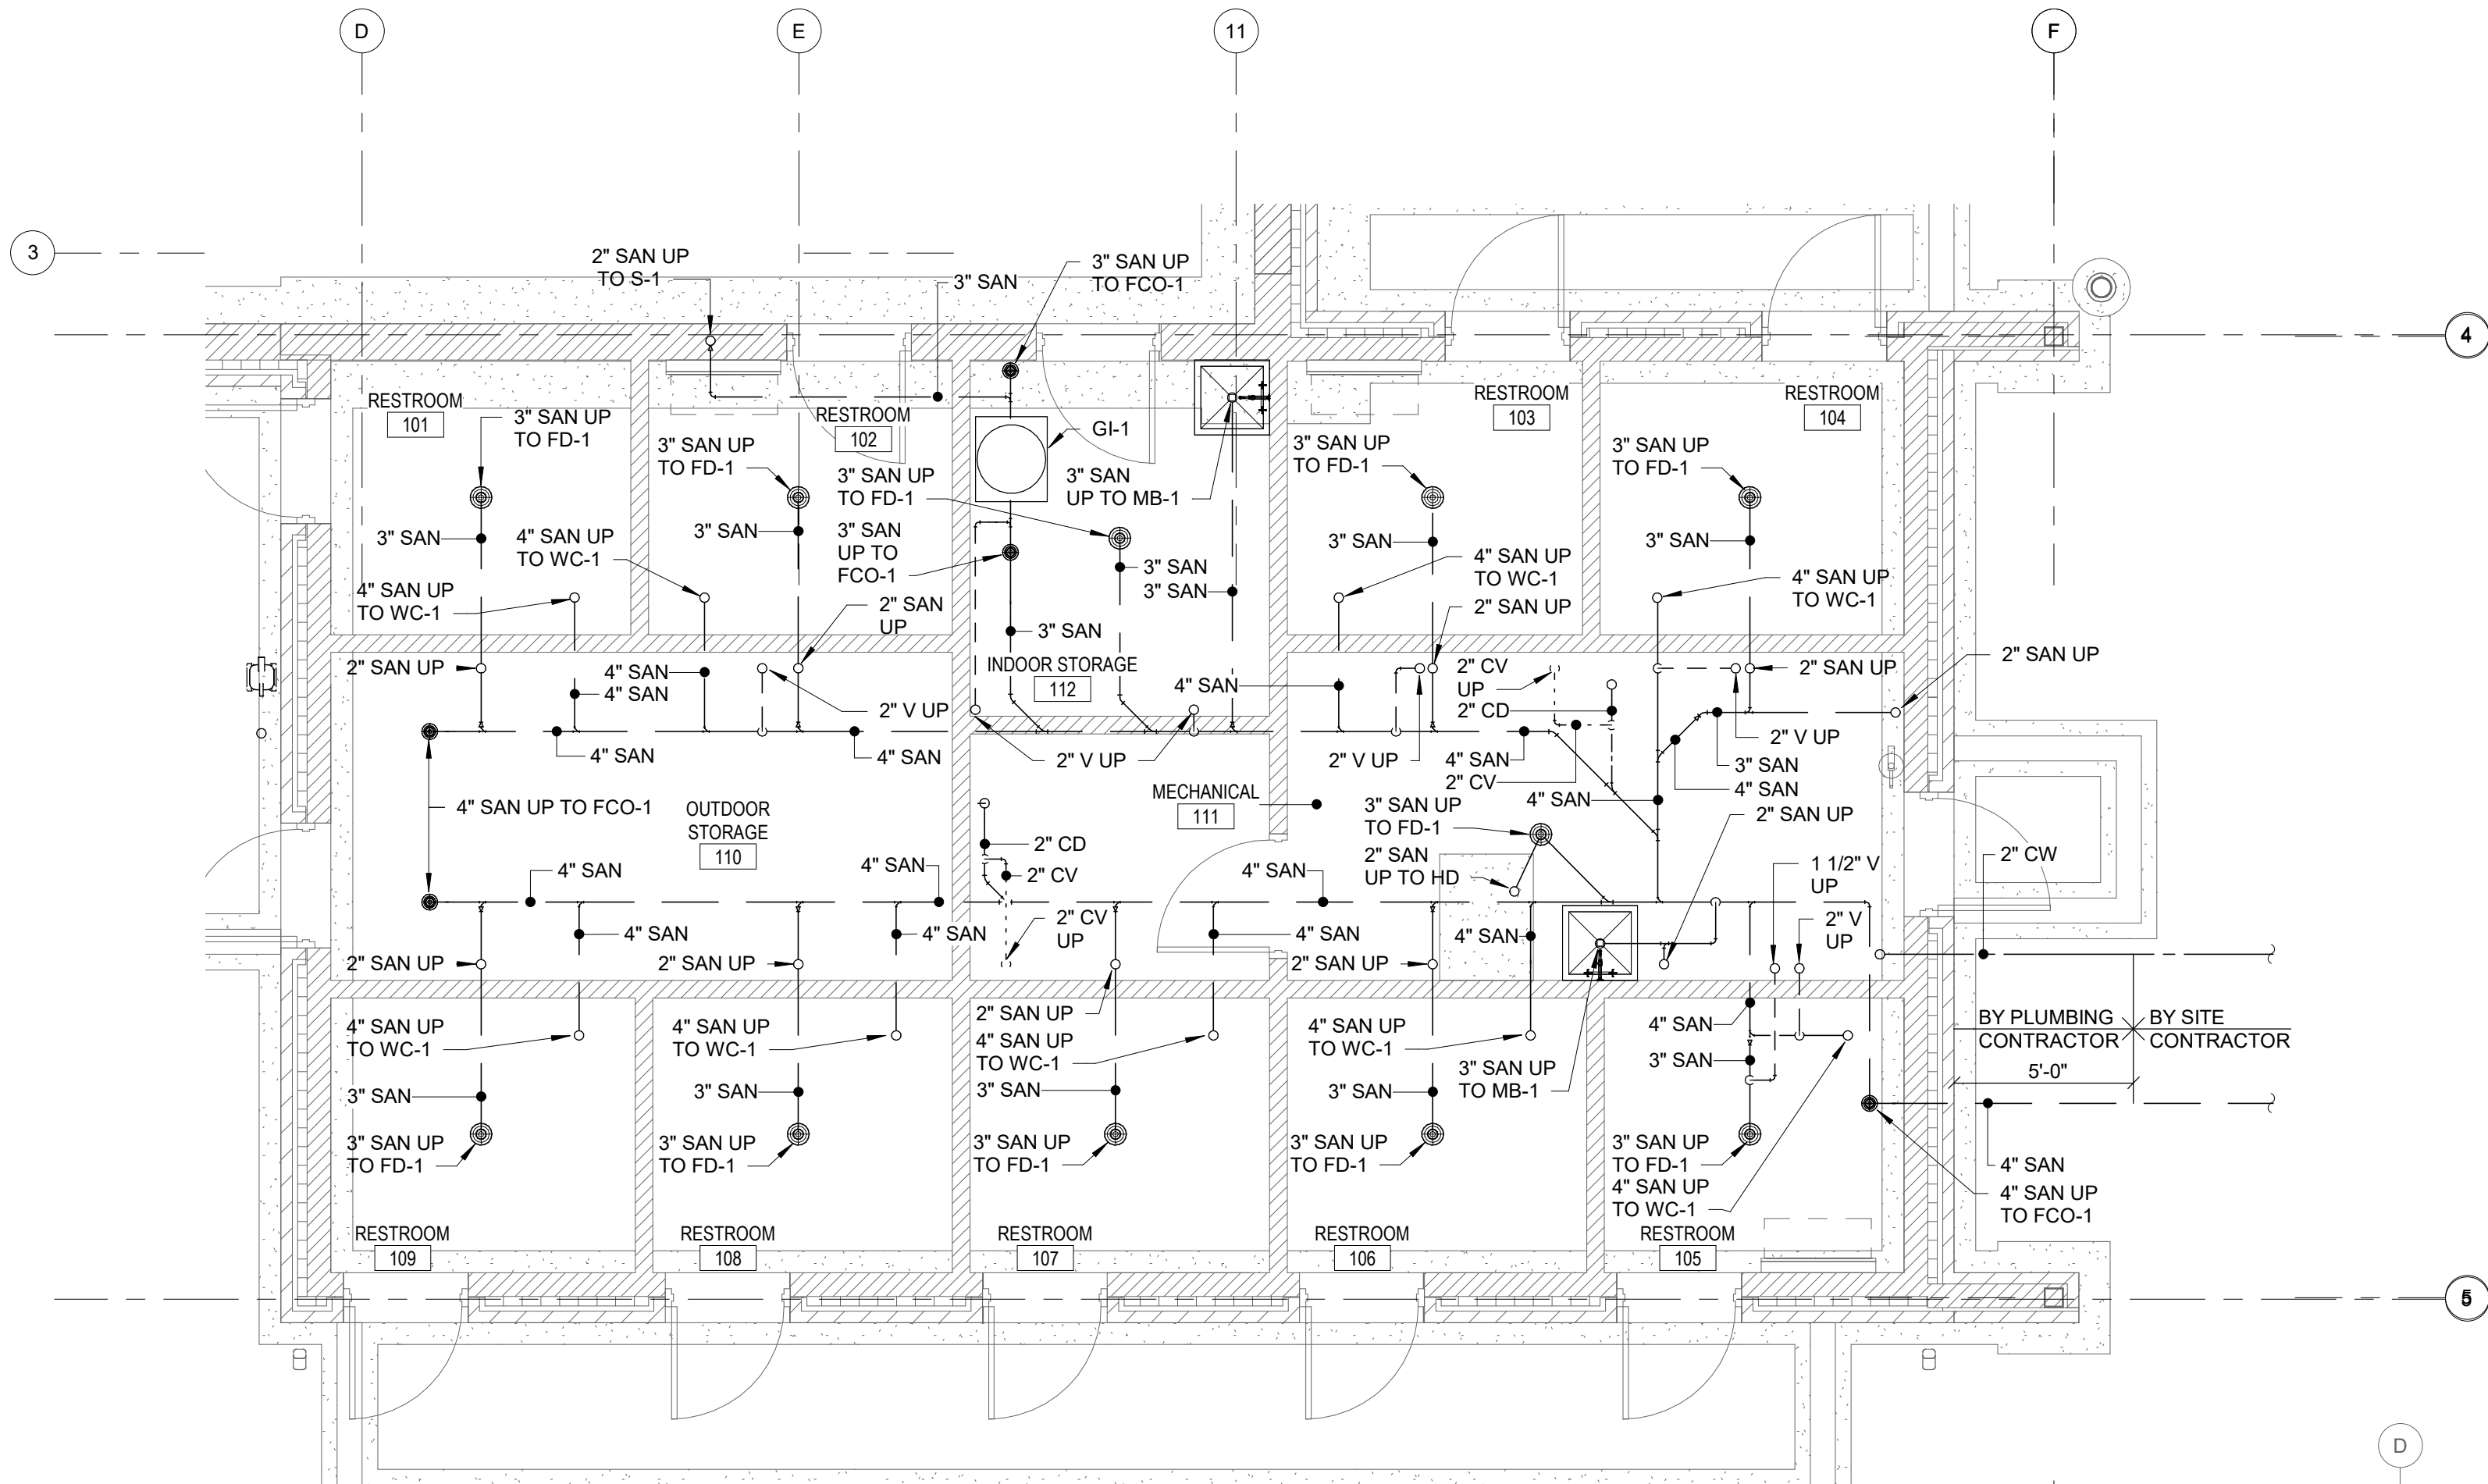 D
E
11
F
3
2" SAN UP
TO S-1
3" SAN
3" SAN UP
TO FCO-1
4
RESTROOM
101
3" SAN UP
TO FD-1
RESTROOM
102
GI-1
RESTROOM
103
RESTROOM
104
3" SAN UP
TO FD-1
3" SAN UP
TO FD-1
3" SAN
UP TO MB-1
3" SAN UP
TO FD-1
3" SAN UP
TO FD-1
3" SAN
4" SAN UP
TO WC-1
3" SAN
3" SAN
UP TO
FCO-1
3" SAN
3" SAN
3" SAN
4" SAN UP
TO WC-1
3" SAN
4" SAN UP
TO WC-1
4" SAN UP
TO WC-1
2" SAN
UP
2" SAN UP
3" SAN
2" SAN UP
4" SAN
4" SAN
INDOOR STORAGE
112
4" SAN
2" CV
UP
2" CD
2" SAN UP
2" SAN UP
2" V UP
4" SAN
4" SAN
2" V UP
2" V UP
4" SAN
2" CV
2" V UP
3" SAN
4" SAN
4" SAN UP TO FCO-1
OUTDOOR
STORAGE
110
MECHANICAL
111
3" SAN UP
TO FD-1
4" SAN
2" SAN UP
2" CD
4" SAN
4" SAN
2" CV
4" SAN
2" SAN
UP TO HD
1 1/2" V
UP
2" CW
4" SAN
4" SAN
2" CV
UP
4" SAN
4" SAN
2" V
UP
2" SAN UP
2" SAN UP
2" SAN UP
4" SAN UP
TO WC-1
4" SAN UP
TO WC-1
2" SAN UP
4" SAN UP
TO WC-1
4" SAN UP
TO WC-1
4" SAN
BY PLUMBING
CONTRACTOR
BY SITE
CONTRACTOR
3" SAN
3" SAN
3" SAN
3" SAN
3" SAN UP
TO MB-1
3" SAN
5'-0"
3" SAN UP
TO FD-1
3" SAN UP
TO FD-1
3" SAN UP
TO FD-1
3" SAN UP
TO FD-1
3" SAN UP
TO FD-1
4" SAN UP
TO WC-1
4" SAN
4" SAN UP
TO FCO-1
RESTROOM
109
RESTROOM
108
RESTROOM
107
RESTROOM
106
RESTROOM
105
5
D